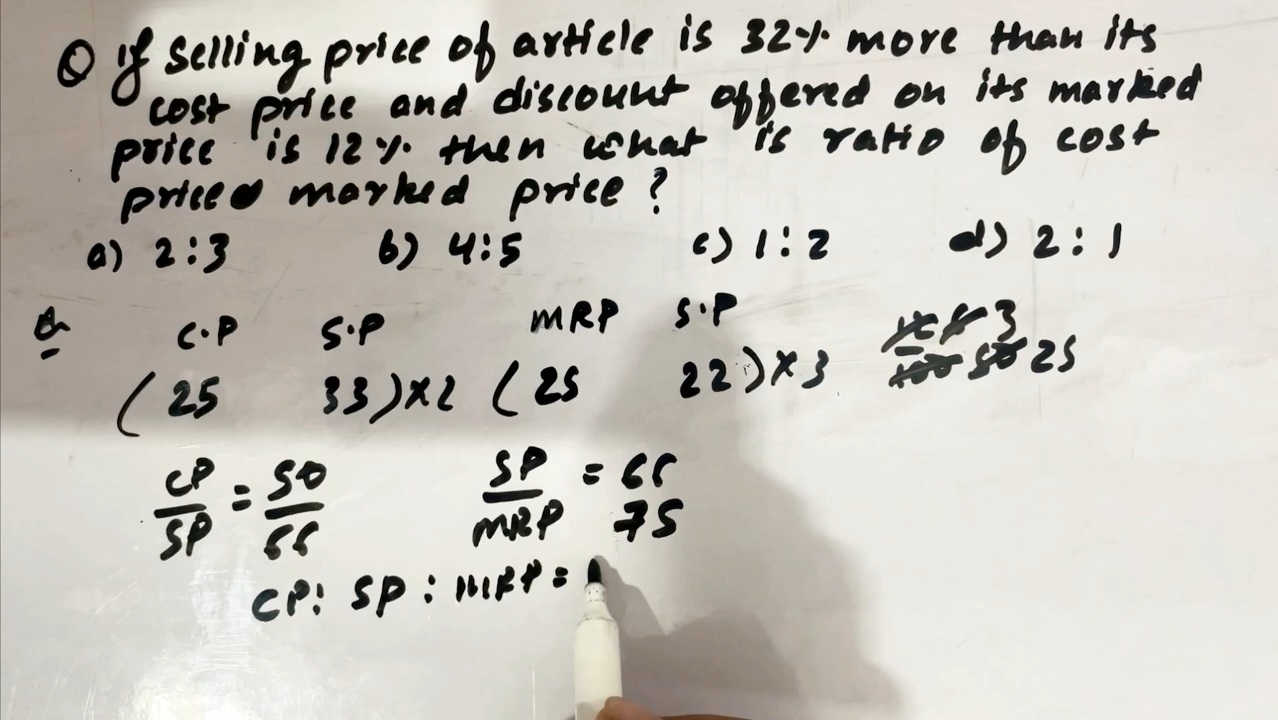 Q If selling price of article is 32% more than its
cost price and discount offered on its marked
price is 12% then what is ratio of cost
price marked price ?
a) 2:3 b) 4:5 c) 1:2 d) 2:1
C.P S.P MRP S.P 3
(25 33)×2 (25 22)×3 50 25
CP/SP = 50/66 SP/MRP = 66/75
CP: SP: MRP =